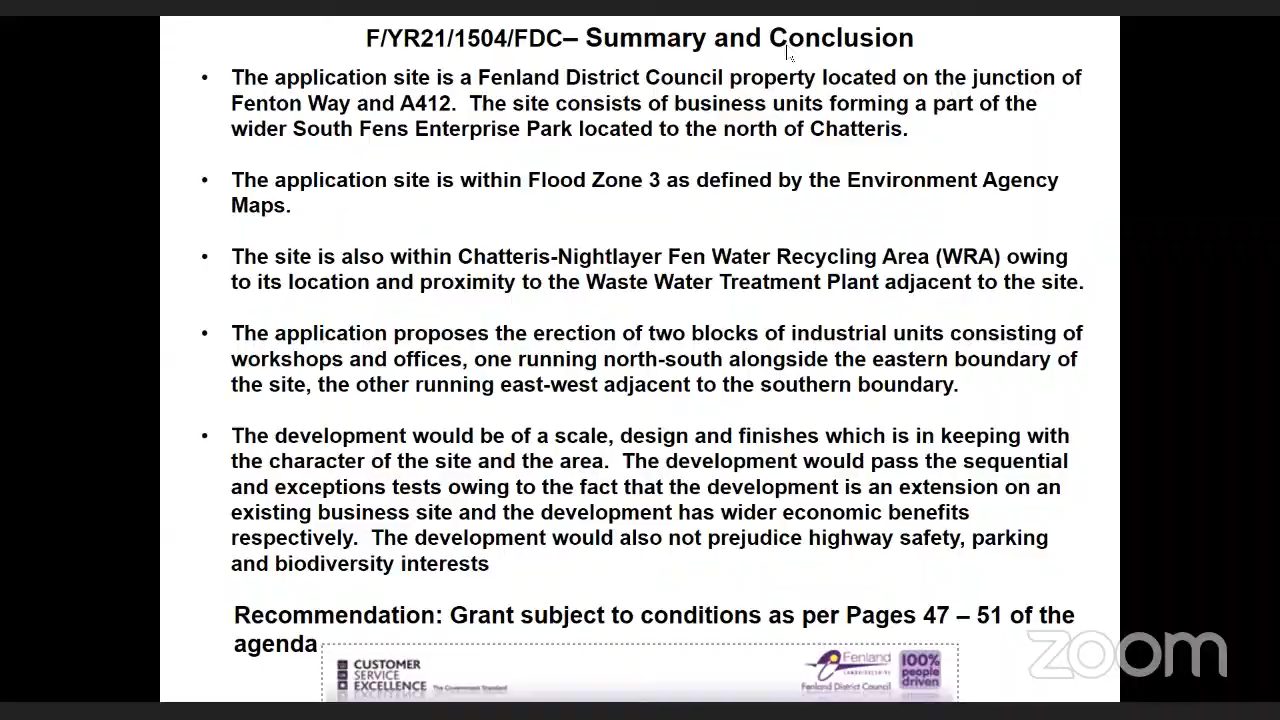 F/YR21/1504/FDC– Summary and Conclusion
• The application site is a Fenland District Council property located on the junction of
Fenton Way and A412. The site consists of business units forming a part of the
wider South Fens Enterprise Park located to the north of Chatteris.
• The application site is within Flood Zone 3 as defined by the Environment Agency
Maps.
• The site is also within Chatteris-Nightlayer Fen Water Recycling Area (WRA) owing
to its location and proximity to the Waste Water Treatment Plant adjacent to the site.
• The application proposes the erection of two blocks of industrial units consisting of
workshops and offices, one running north-south alongside the eastern boundary of
the site, the other running east-west adjacent to the southern boundary.
• The development would be of a scale, design and finishes which is in keeping with
the character of the site and the area. The development would pass the sequential
and exceptions tests owing to the fact that the development is an extension on an
existing business site and the development has wider economic benefits
respectively. The development would also not prejudice highway safety, parking
and biodiversity interests
Recommendation: Grant subject to conditions as per Pages 47 – 51 of the
agenda
CUSTOMER
SERVICE
EXCELLENCE
The Government Standard
Fenland
CAMBRIDGESHIRE
Fenland District Council
100%
people
driven
zoom